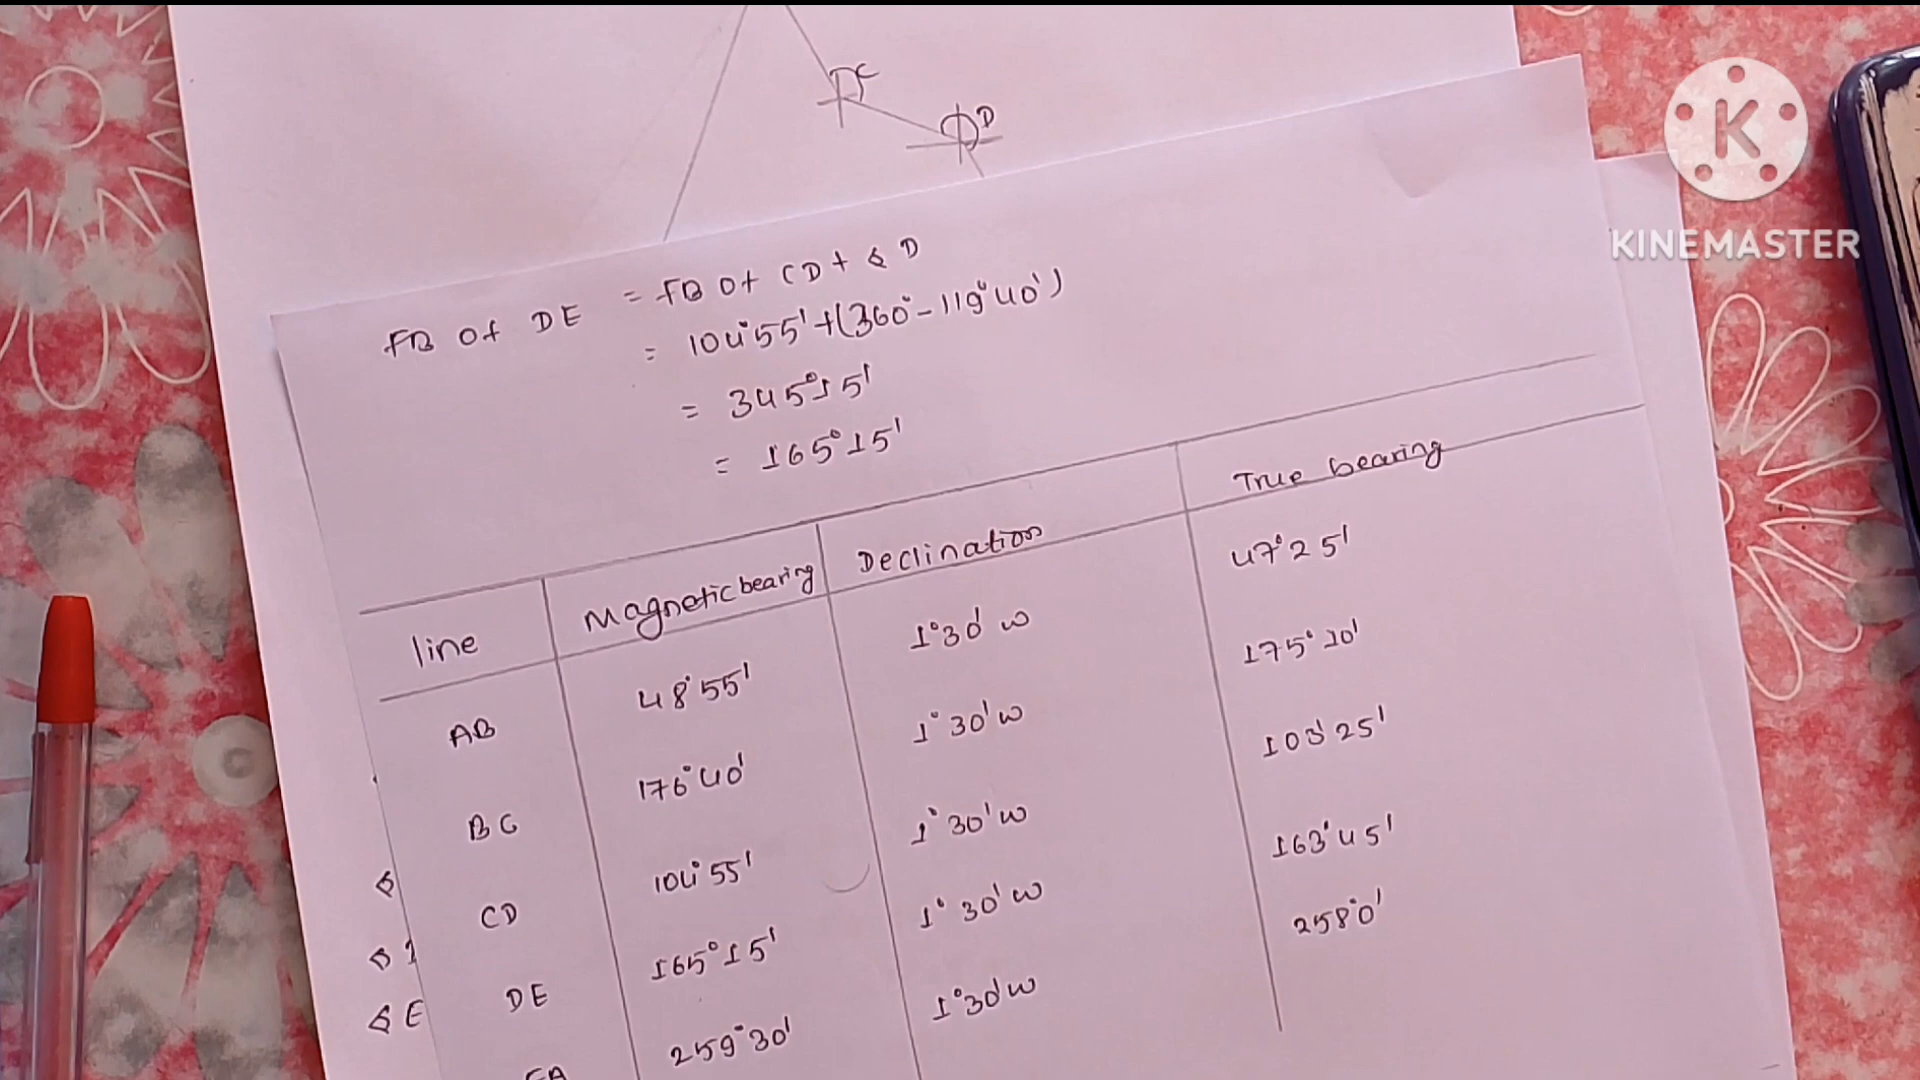 C
D
K
KINEMASTER
FB of DE = FB of CD + ∠D
= 104°55' + (360° - 119°40')
= 345°15'
= 165°15'
line Magnetic bearing Declination True bearing
AB 48°55' 1°30' W 47°25'
BC 176°40' 1°30' W 175°10'
CD 104°55' 1°30' W 103°25'
DE 165°15' 1°30' W 163°45'
EA 259°30' 1°30' W 258°0'
∠E